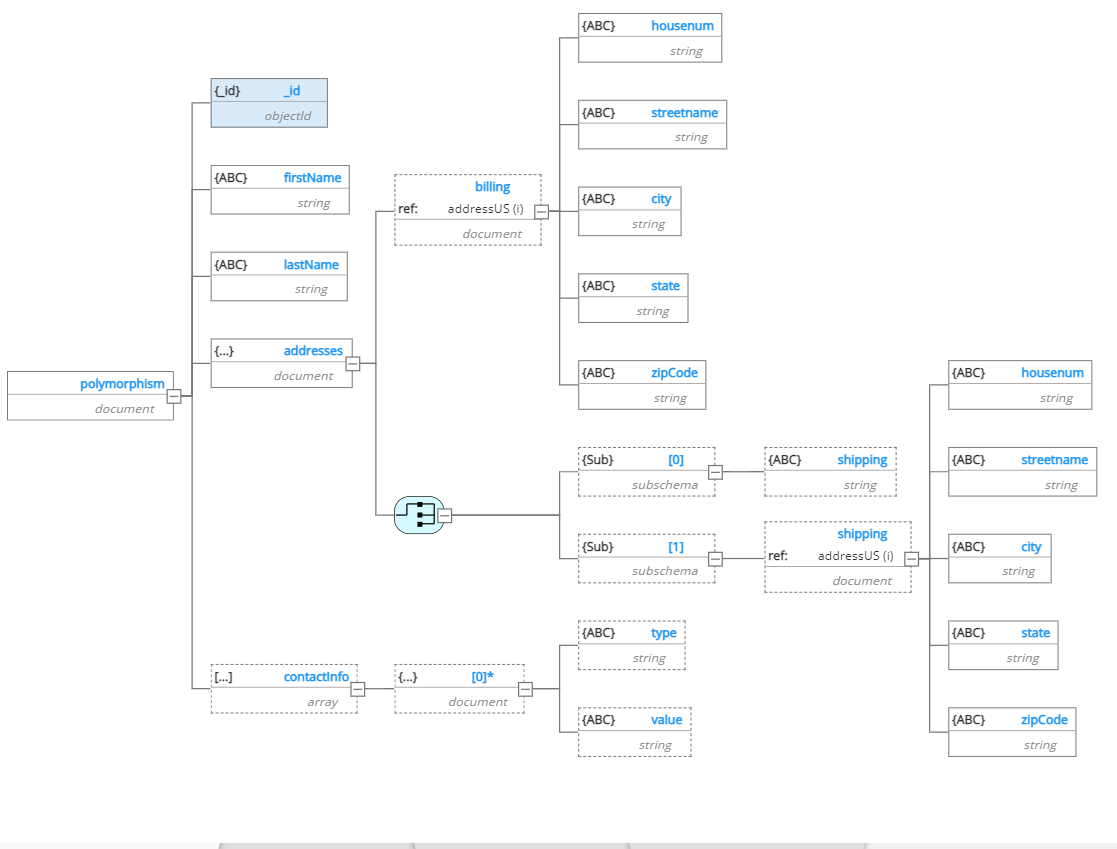 {ABC} housenum
string
{_id} _id
objectId
{ABC} streetname
string
{ABC} firstName
string
billing
ref: addressUS (i)
document
{ABC} city
string
{ABC} lastName
string
{ABC} state
string
{...} addresses
document
polymorphism
document
{ABC} zipCode
string
{ABC} housenum
string
{Sub} [0]
subschema
{ABC} shipping
string
{ABC} streetname
string
{Sub} [1]
subschema
shipping
ref: addressUS (i)
document
{ABC} city
string
{ABC} type
string
{ABC} state
string
[...] contactInfo
array
{...} [0]*
document
{ABC} value
string
{ABC} zipCode
string